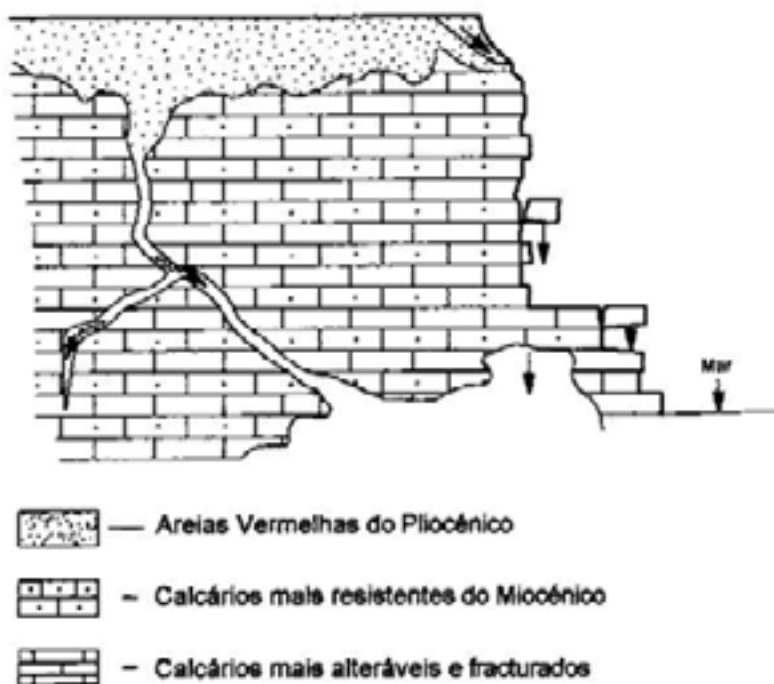 Mar
— Areias Vermelhas do Pliocénico
- Calcários mais resistentes do Miocénico
- Calcários mais alteráveis e fracturados